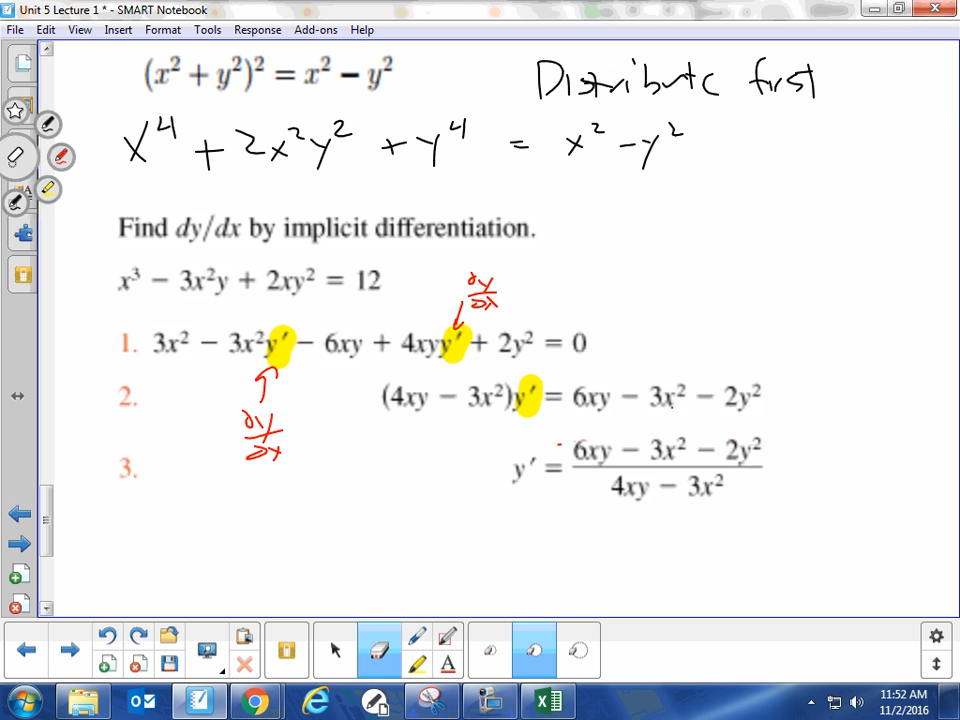 Unit 5 Lecture 1 * - SMART Notebook
File Edit View Insert Format Tools Response Add-ons Help
(x² + y²)² = x² − y² Distribute first
x⁴ + 2x²y² + y⁴ = x² − y²
Find dy/dx by implicit differentiation.
x³ − 3x²y + 2xy² = 12
dy/dx
1. 3x² − 3x²y′ − 6xy + 4xyy′ + 2y² = 0
2. (4xy − 3x²)y′ = 6xy − 3x² − 2y²
dy/dx
3. y′ = (6xy − 3x² − 2y²)/(4xy − 3x²)
11:52 AM
11/2/2016